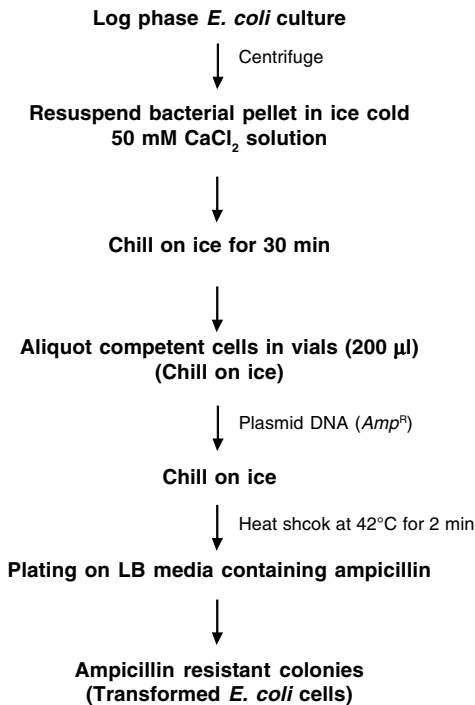 Log phase E. coli culture
Centrifuge
Resuspend bacterial pellet in ice cold
50 mM CaCl₂ solution
Chill on ice for 30 min
Aliquot competent cells in vials (200 µl)
(Chill on ice)
Plasmid DNA (Ampᴿ)
Chill on ice
Heat shcok at 42°C for 2 min
Plating on LB media containing ampicillin
Ampicillin resistant colonies
(Transformed E. coli cells)